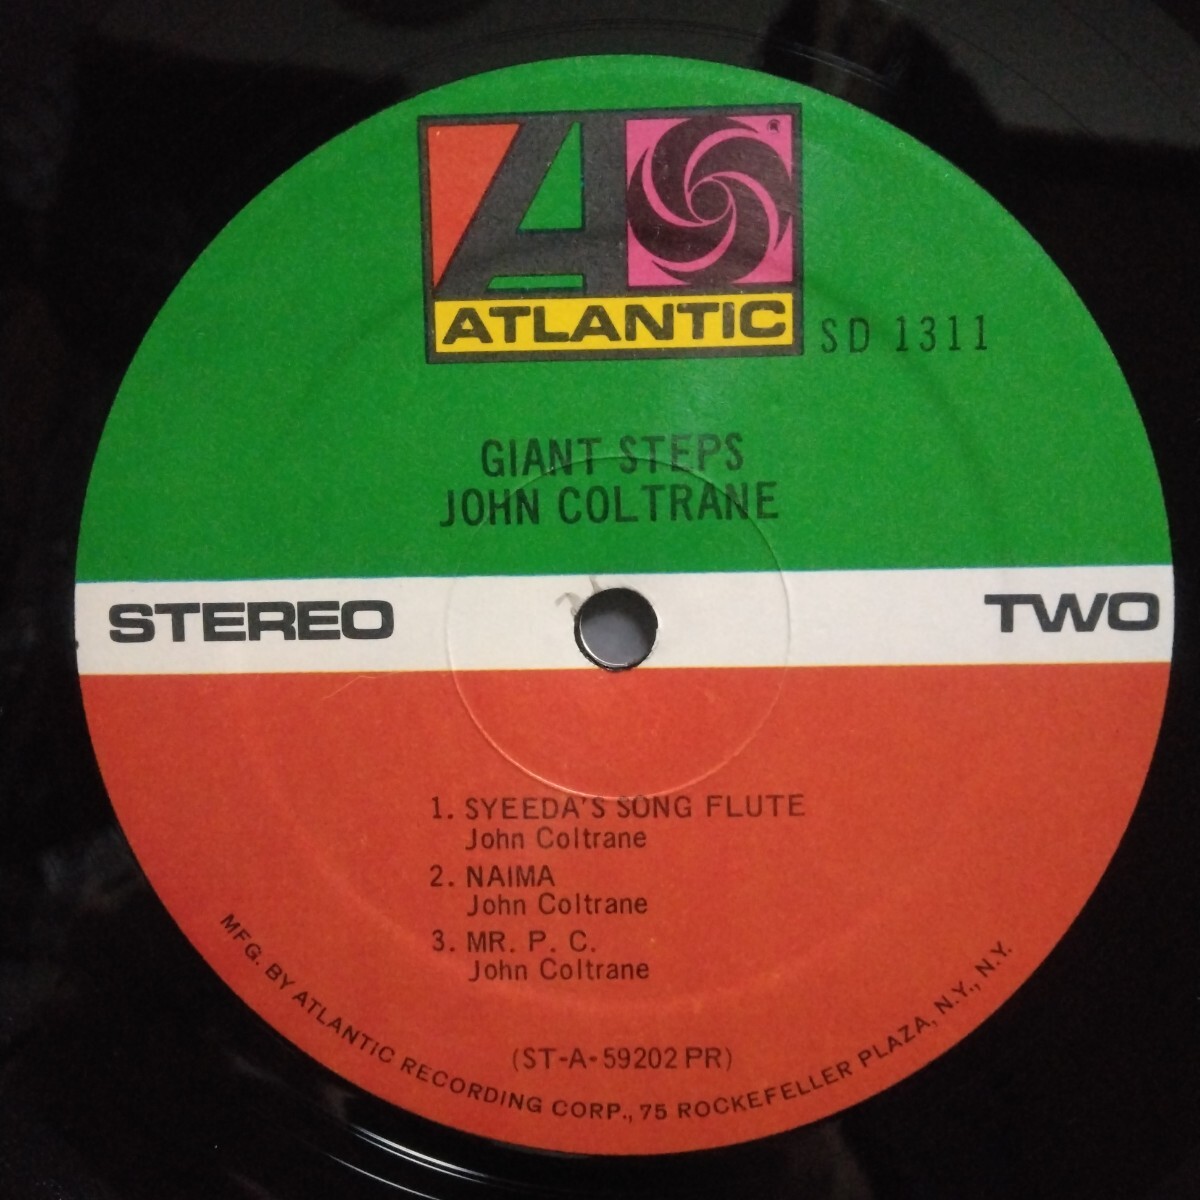 ATLANTIC
®
SD 1311
GIANT STEPS
JOHN COLTRANE
STEREO
TWO
1. SYEEDA'S SONG FLUTE
John Coltrane
2. NAIMA
John Coltrane
3. MR. P. C.
John Coltrane
(ST-A-59202 PR)
MFG. BY ATLANTIC RECORDING CORP., 75 ROCKEFELLER PLAZA, N.Y., N.Y.